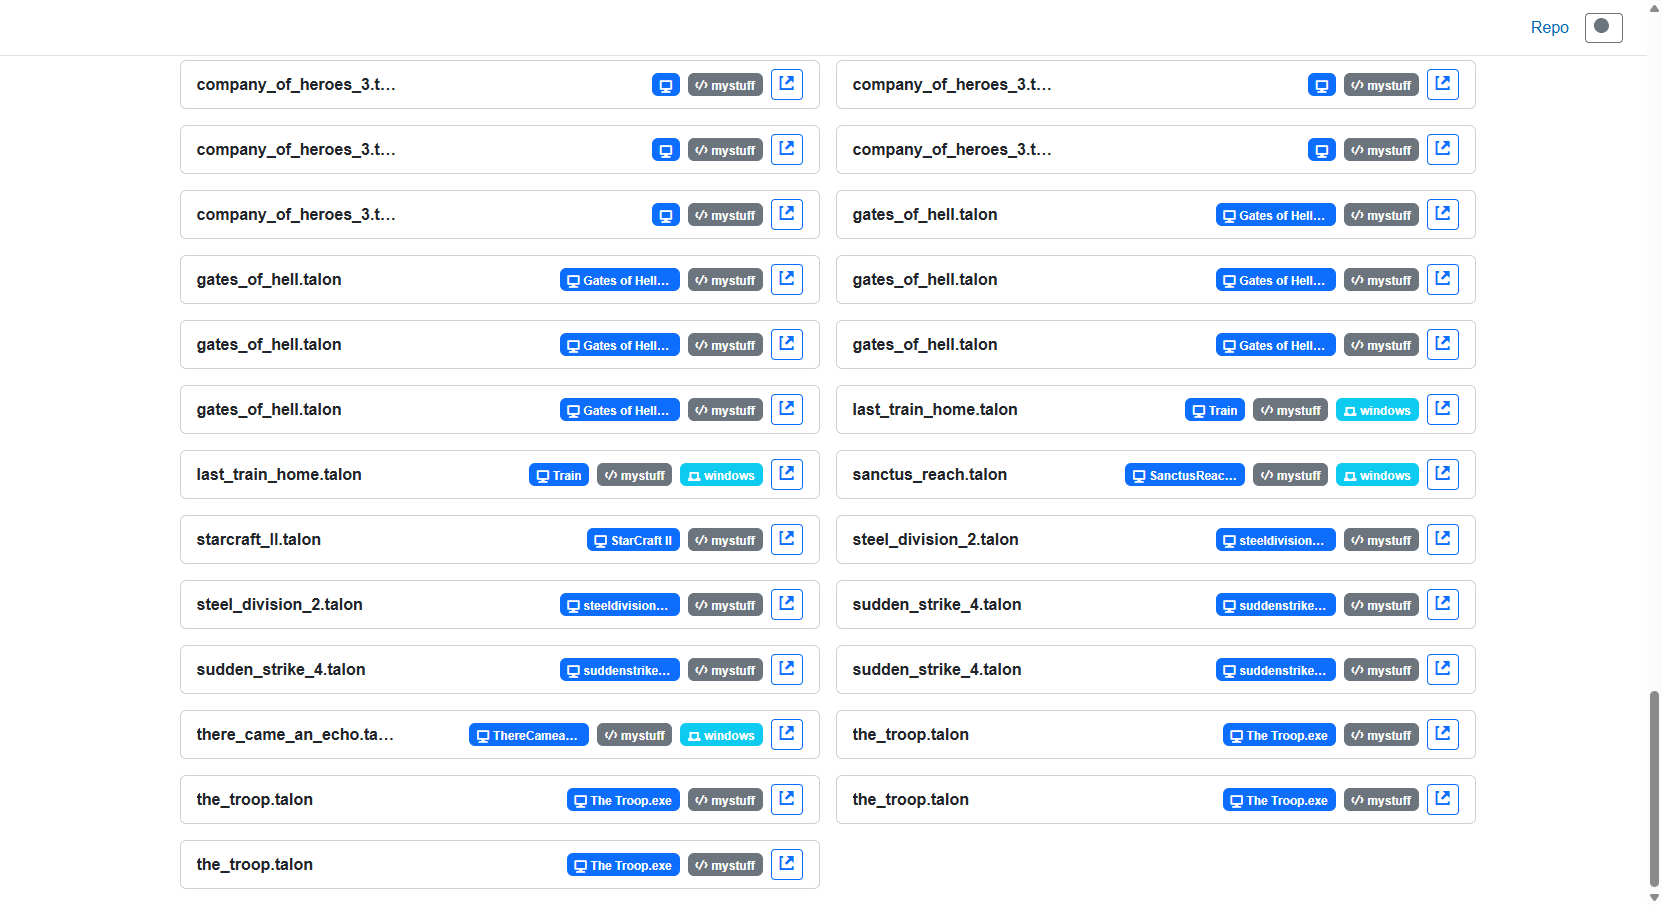 Repo
company_of_heroes_3.t... mystuff
company_of_heroes_3.t... mystuff
company_of_heroes_3.t... mystuff
company_of_heroes_3.t... mystuff
company_of_heroes_3.t... mystuff
gates_of_hell.talon Gates of Hell... mystuff
gates_of_hell.talon Gates of Hell... mystuff
gates_of_hell.talon Gates of Hell... mystuff
gates_of_hell.talon Gates of Hell... mystuff
gates_of_hell.talon Gates of Hell... mystuff
gates_of_hell.talon Gates of Hell... mystuff
last_train_home.talon Train mystuff windows
last_train_home.talon Train mystuff windows
sanctus_reach.talon SanctusReac... mystuff windows
starcraft_II.talon StarCraft II mystuff
steel_division_2.talon steeldivision... mystuff
steel_division_2.talon steeldivision... mystuff
sudden_strike_4.talon suddenstrike... mystuff
sudden_strike_4.talon suddenstrike... mystuff
sudden_strike_4.talon suddenstrike... mystuff
there_came_an_echo.ta... ThereCamea... mystuff windows
the_troop.talon The Troop.exe mystuff
the_troop.talon The Troop.exe mystuff
the_troop.talon The Troop.exe mystuff
the_troop.talon The Troop.exe mystuff